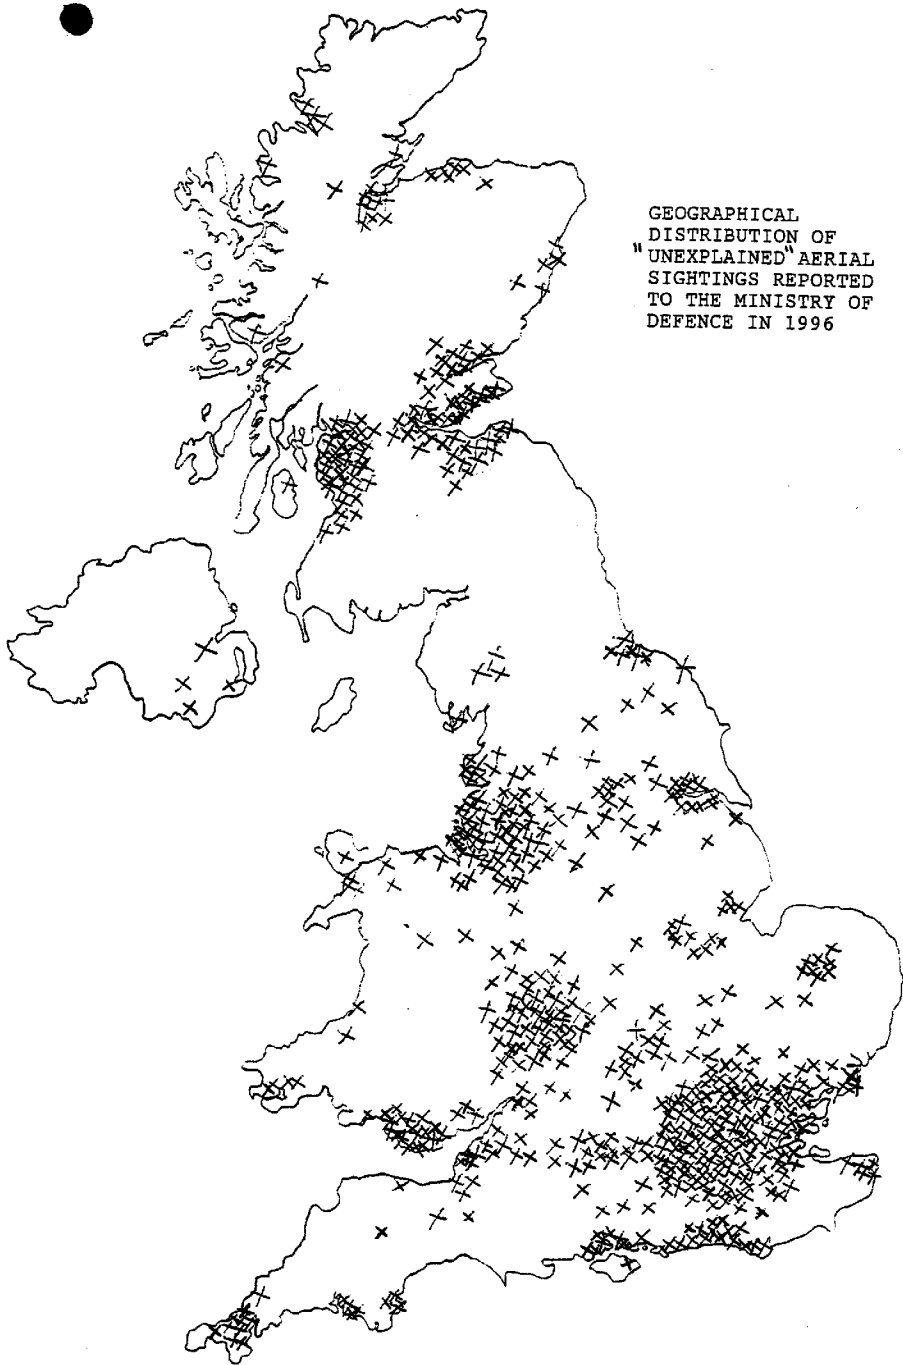 GEOGRAPHICAL
DISTRIBUTION OF
"UNEXPLAINED" AERIAL
SIGHTINGS REPORTED
TO THE MINISTRY OF
DEFENCE IN 1996